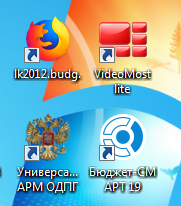 lk2012.budg...
VideoMost
lite
Универса...
АРМ ОДПГ
Бюджет-СМ
АРТ 19